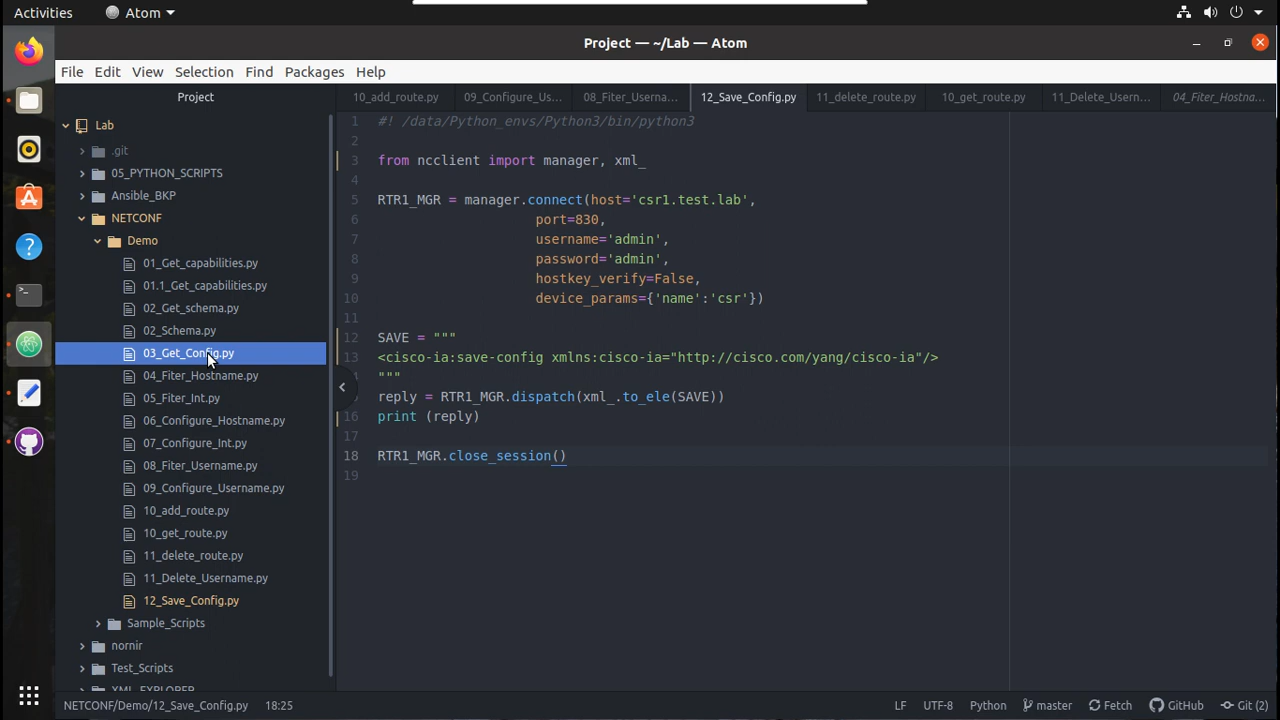 Activities
Atom
Project — ~/Lab — Atom
File Edit View Selection Find Packages Help
Project
10_add_route.py 09_Configure_Us... 08_Fiter_Userna... 12_Save_Config.py 11_delete_route.py 10_get_route.py 11_Delete_Usern... 04_Fiter_Hostna...
Lab
.git
05_PYTHON_SCRIPTS
Ansible_BKP
NETCONF
Demo
01_Get_capabilities.py
01.1_Get_capabilities.py
02_Get_schema.py
02_Schema.py
03_Get_Config.py
04_Fiter_Hostname.py
05_Fiter_Int.py
06_Configure_Hostname.py
07_Configure_Int.py
08_Fiter_Username.py
09_Configure_Username.py
10_add_route.py
10_get_route.py
11_delete_route.py
11_Delete_Username.py
12_Save_Config.py
Sample_Scripts
nornir
Test_Scripts
XML_EXPLORER
1 #! /data/Python_envs/Python3/bin/python3
2
3 from ncclient import manager, xml_
4
5 RTR1_MGR = manager.connect(host='csr1.test.lab',
6 port=830,
7 username='admin',
8 password='admin',
9 hostkey_verify=False,
10 device_params={'name':'csr'})
11
12 SAVE = """
13 <cisco-ia:save-config xmlns:cisco-ia="http://cisco.com/yang/cisco-ia"/>
"""
reply = RTR1_MGR.dispatch(xml_.to_ele(SAVE))
16 print (reply)
17
18 RTR1_MGR.close_session()
19
NETCONF/Demo/12_Save_Config.py 18:25
LF UTF-8 Python master Fetch GitHub Git (2)